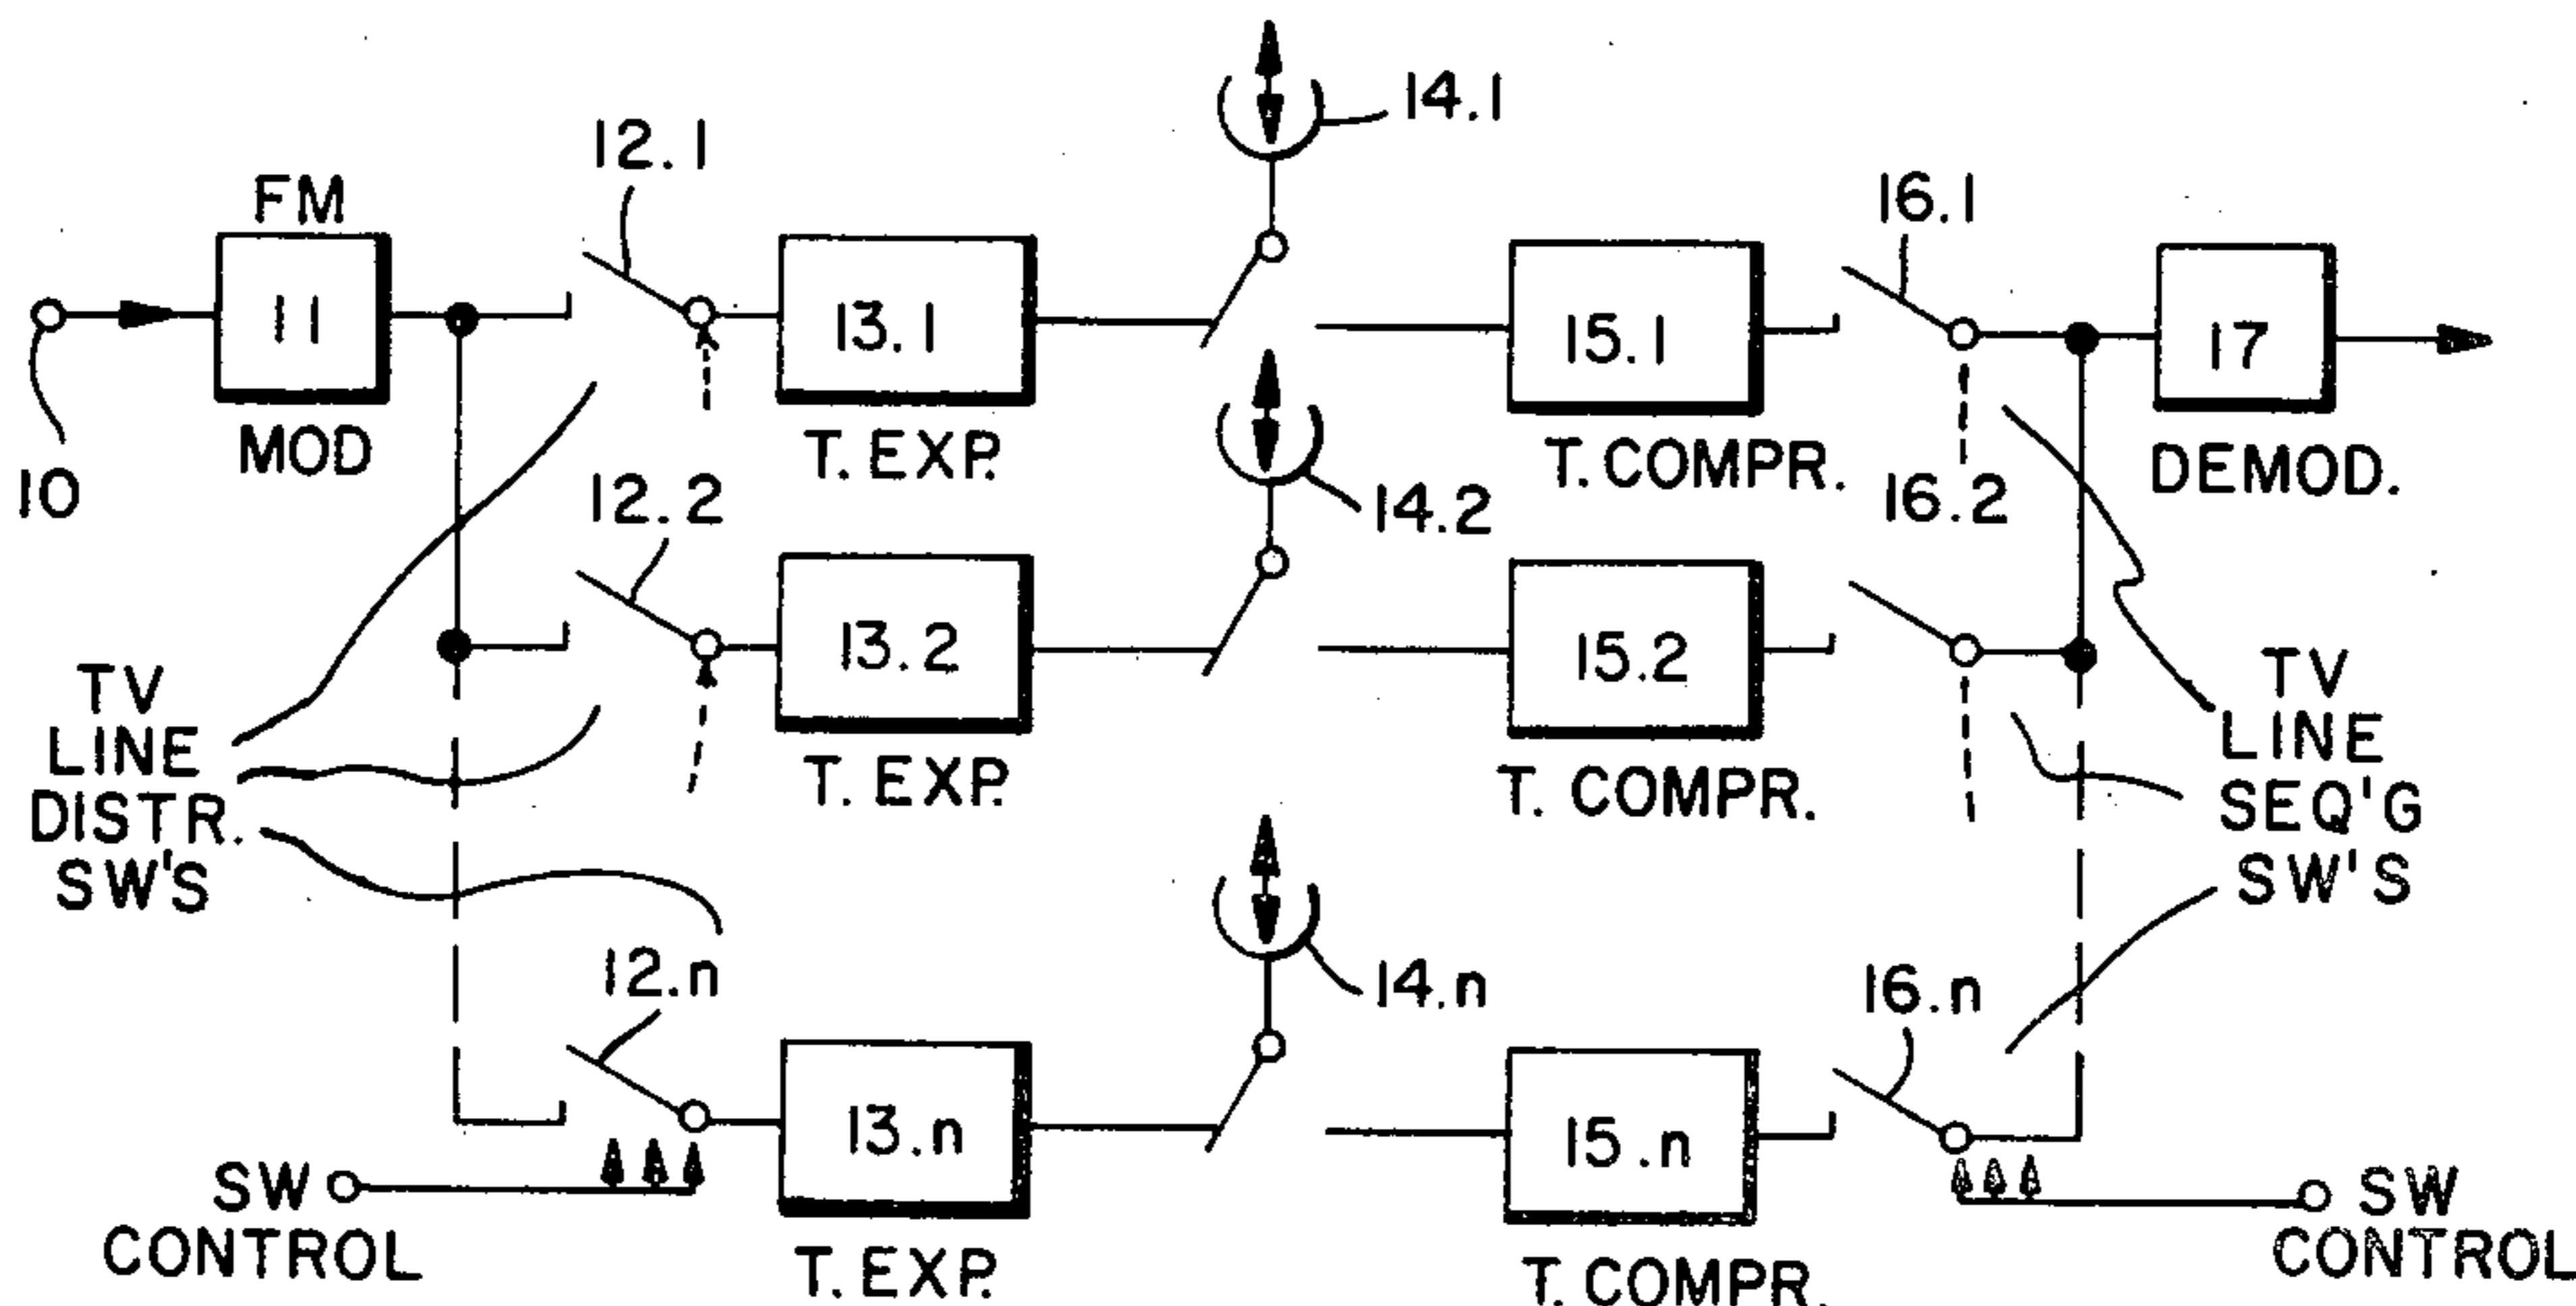 14.1
12.1
16.1
FM
11
13.1
15.1
17
MOD
T. EXP.
T. COMPR.
DEMOD.
10
12.2
14.2
16.2
13.2
15.2
TV
LINE
DISTR.
SW'S
TV
LINE
SEQ'G
SW'S
T. EXP.
T. COMPR.
12.n
14.n
16.n
13.n
15.n
SW
CONTROL
SW
CONTROL
T. EXP.
T. COMPR.